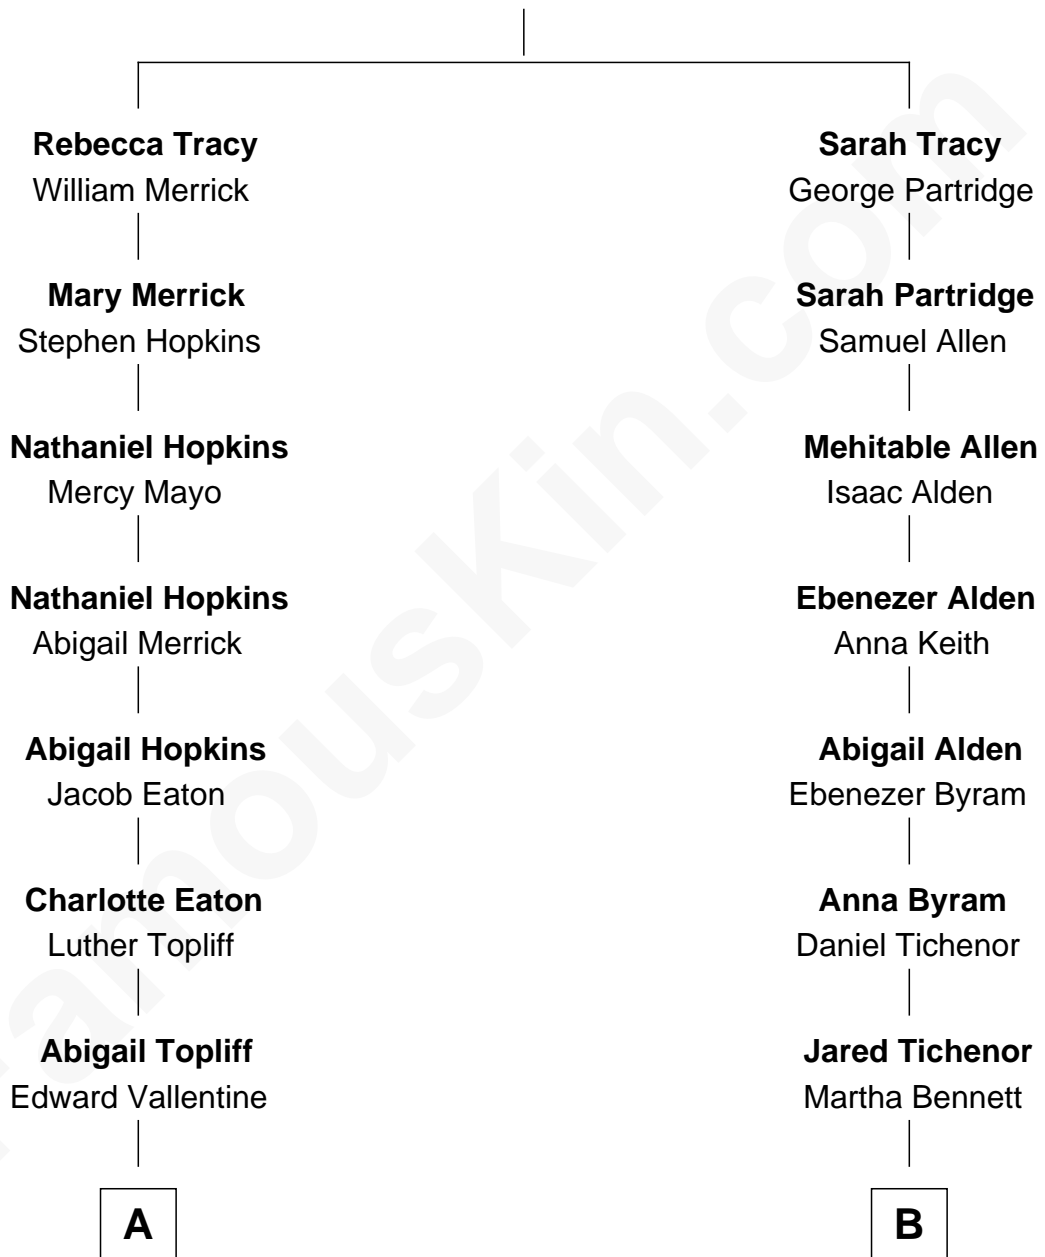 Rebecca Tracy
William Merrick
Mary Merrick
Stephen Hopkins
Nathaniel Hopkins
Mercy Mayo
Nathaniel Hopkins
Abigail Merrick
Abigail Hopkins
Jacob Eaton
Charlotte Eaton
Luther Topliff
Abigail Topliff
Edward Vallentine
A
Sarah Tracy
George Partridge
Sarah Partridge
Samuel Allen
Mehitable Allen
Isaac Alden
Ebenezer Alden
Anna Keith
Abigail Alden
Ebenezer Byram
Anna Byram
Daniel Tichenor
Jared Tichenor
Martha Bennett
B
FamousKin.com